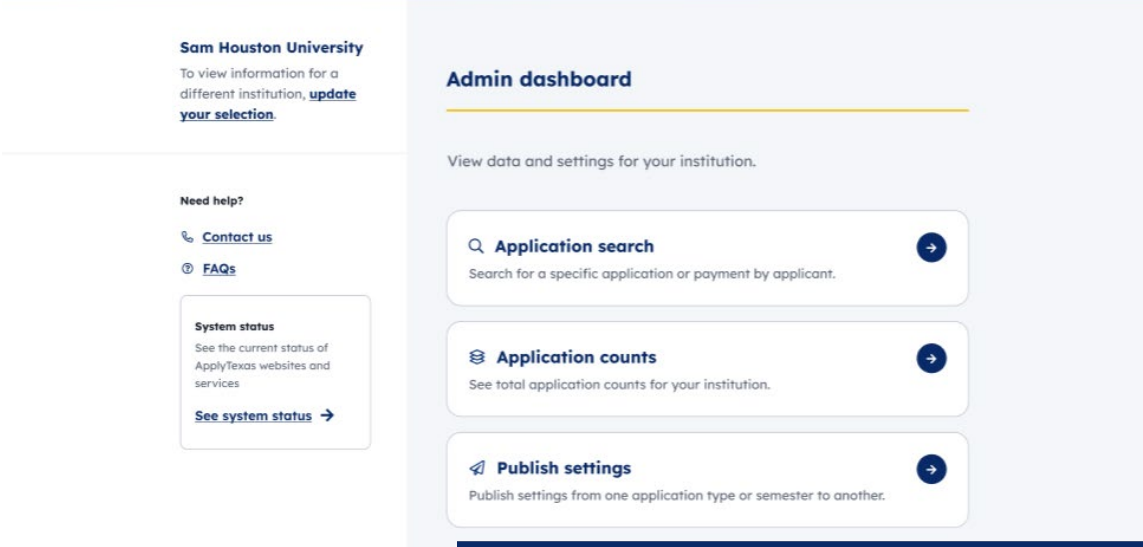 Sam Houston University
To view information for a
different institution, update
your selection.
Need help?
Contact us
FAQs
System status
See the current status of
ApplyTexas websites and
services
See system status
Admin dashboard
View data and settings for your institution.
Application search
Search for a specific application or payment by applicant.
Application counts
See total application counts for your institution.
Publish settings
Publish settings from one application type or semester to another.